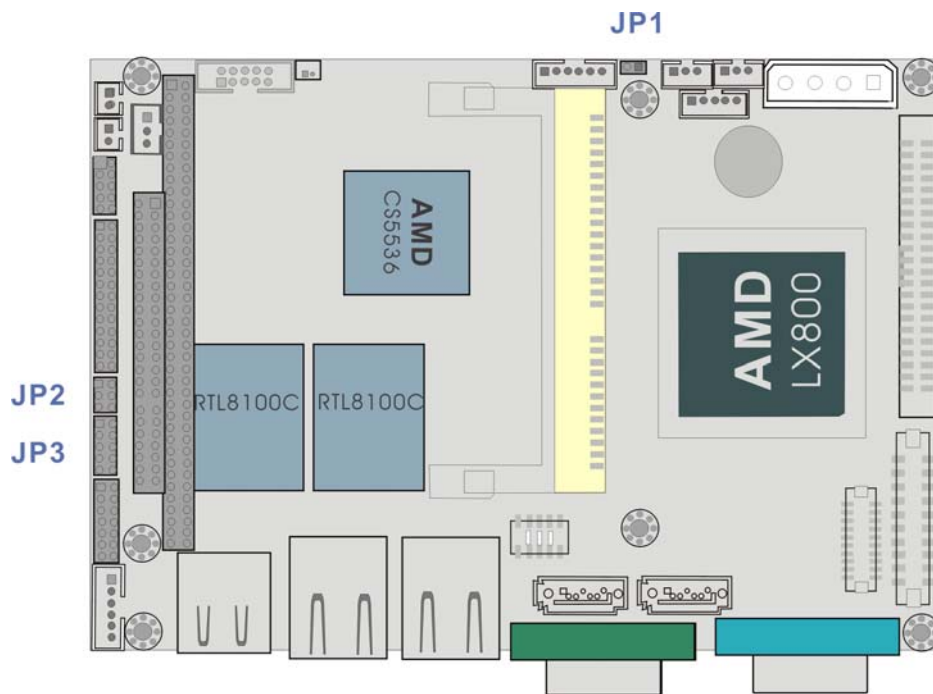 JP1
AMD
CS5536
AMD
LX800
JP2
RTL8100C
RTL8100C
JP3